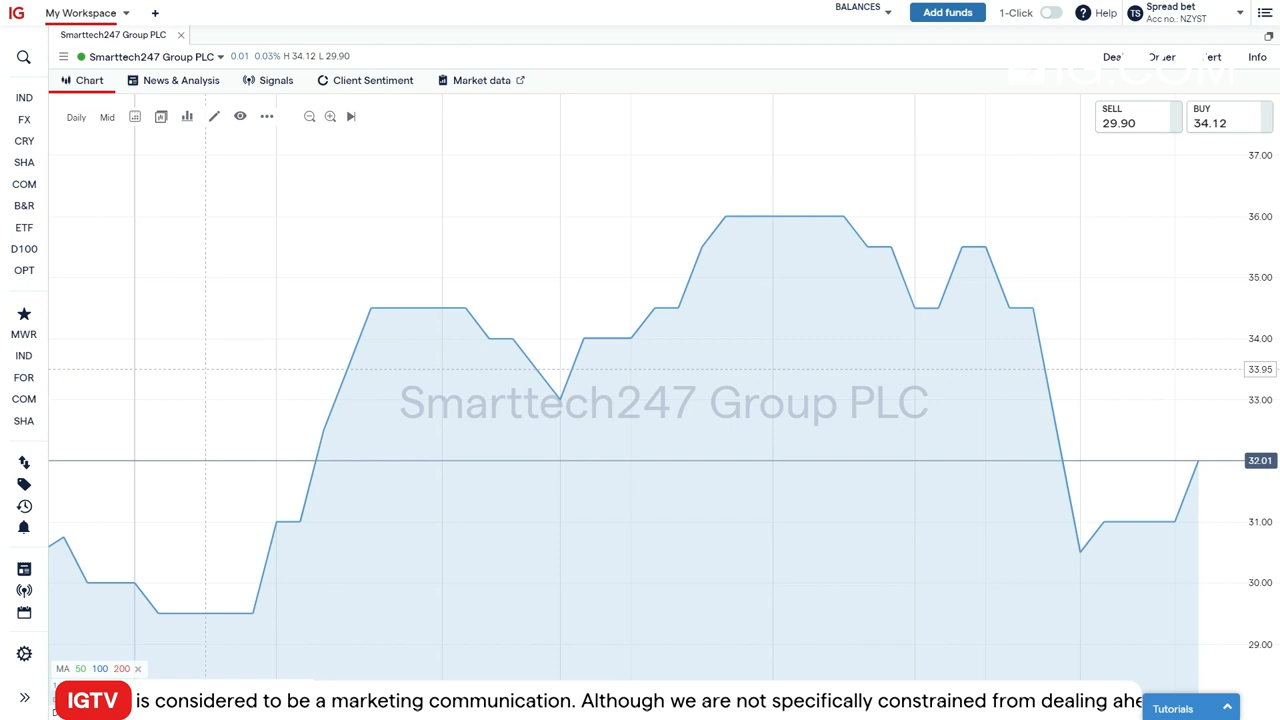 IG My Workspace + BALANCES Add funds 1-Click ? Help TS Spread bet
Acc no.: NZYST
Smarttech247 Group PLC
Smarttech247 Group PLC 0.01 0.03% H 34.12 L 29.90 Info
IG.COM
Chart News & Analysis Signals Client Sentiment Market data
Daily Mid
SELL
29.90
BUY
34.12
IND
FX
CRY
SHA
COM
B&R
ETF
D100
OPT
MWR
IND
FOR
COM
SHA
37.00
36.00
35.00
34.00
33.95
33.00
32.01
31.00
30.00
29.00
Smarttech247 Group PLC
MA 50 100 200
IGTV is considered to be a marketing communication. Although we are not specifically constrained from dealing ahe
Tutorials